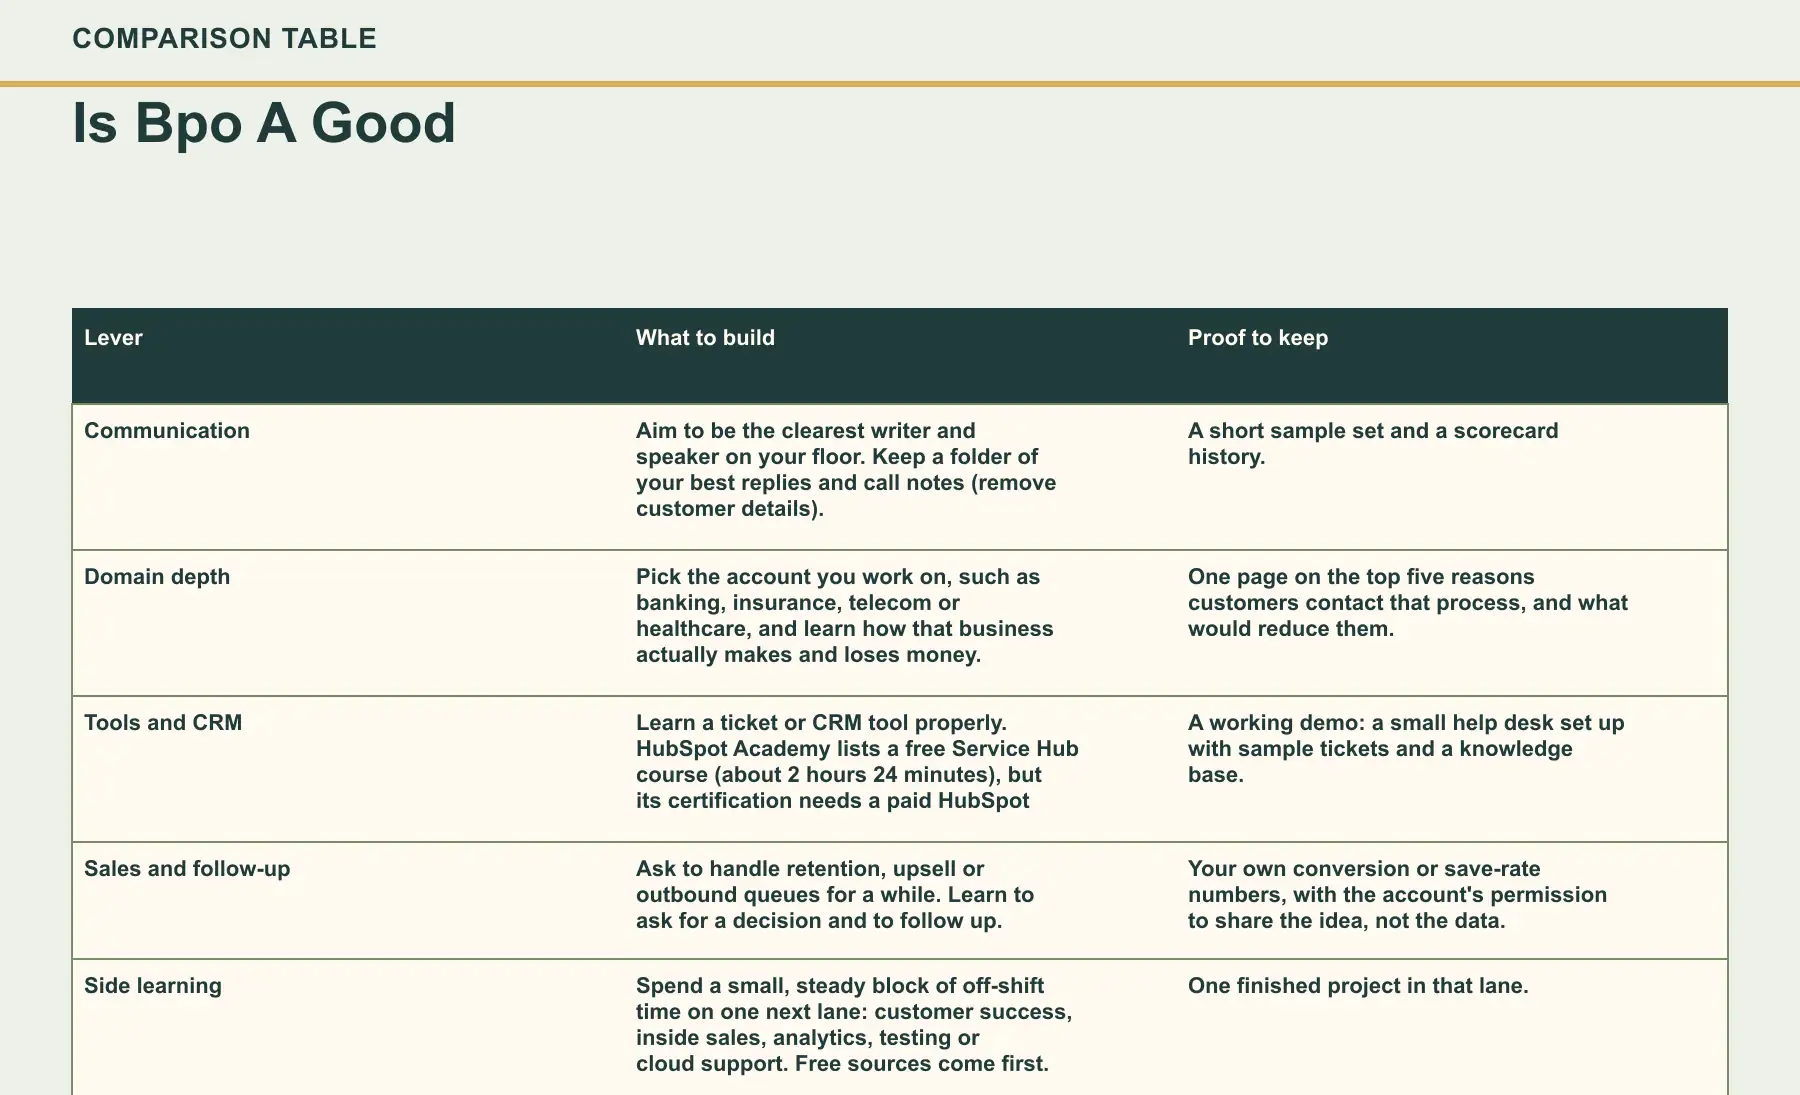 COMPARISON TABLE
Is Bpo A Good
Lever
What to build
Proof to keep
Communication
Aim to be the clearest writer and
speaker on your floor. Keep a folder of
your best replies and call notes (remove
customer details).
A short sample set and a scorecard
history.
Domain depth
Pick the account you work on, such as
banking, insurance, telecom or
healthcare, and learn how that business
actually makes and loses money.
One page on the top five reasons
customers contact that process, and what
would reduce them.
Tools and CRM
Learn a ticket or CRM tool properly.
HubSpot Academy lists a free Service Hub
course (about 2 hours 24 minutes), but
its certification needs a paid HubSpot
A working demo: a small help desk set up
with sample tickets and a knowledge
base.
Sales and follow-up
Ask to handle retention, upsell or
outbound queues for a while. Learn to
ask for a decision and to follow up.
Your own conversion or save-rate
numbers, with the account's permission
to share the idea, not the data.
Side learning
Spend a small, steady block of off-shift
time on one next lane: customer success,
inside sales, analytics, testing or
cloud support. Free sources come first.
One finished project in that lane.